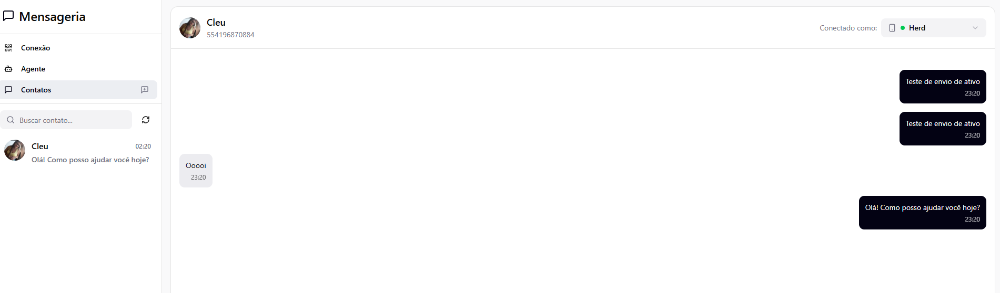 Mensageria
Conexão
Agente
Contatos
Buscar contato...
Cleu
02:20
Olá! Como posso ajudar você hoje?
Cleu
554196870884
Conectado como:
Herd
Teste de envio de ativo
23:20
Teste de envio de ativo
23:20
Ooooi
23:20
Olá! Como posso ajudar você hoje?
23:20